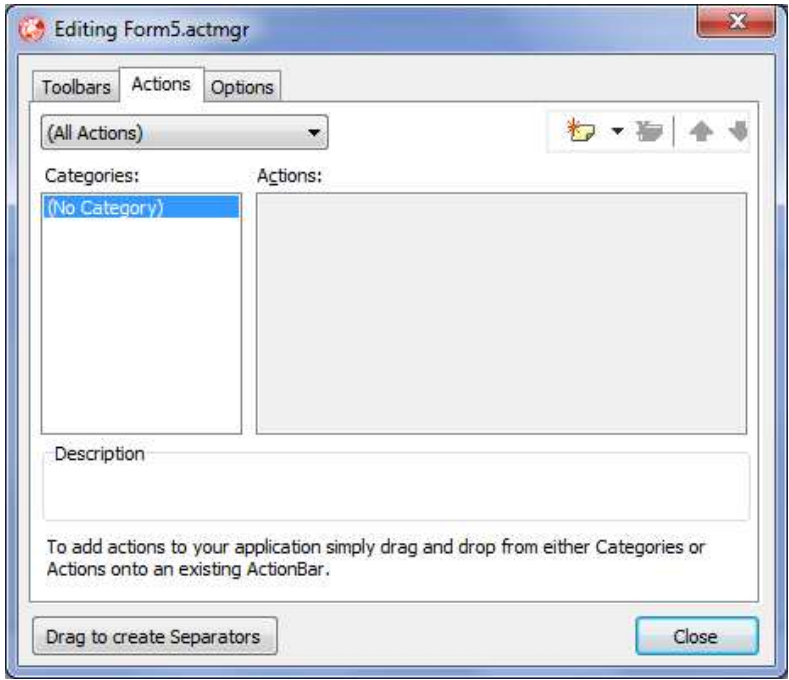 Editing Form5.actmgr
Toolbars Actions Options
(All Actions)
Categories: Actions:
(No Category)
Description
To add actions to your application simply drag and drop from either Categories or
Actions onto an existing ActionBar.
Drag to create Separators Close